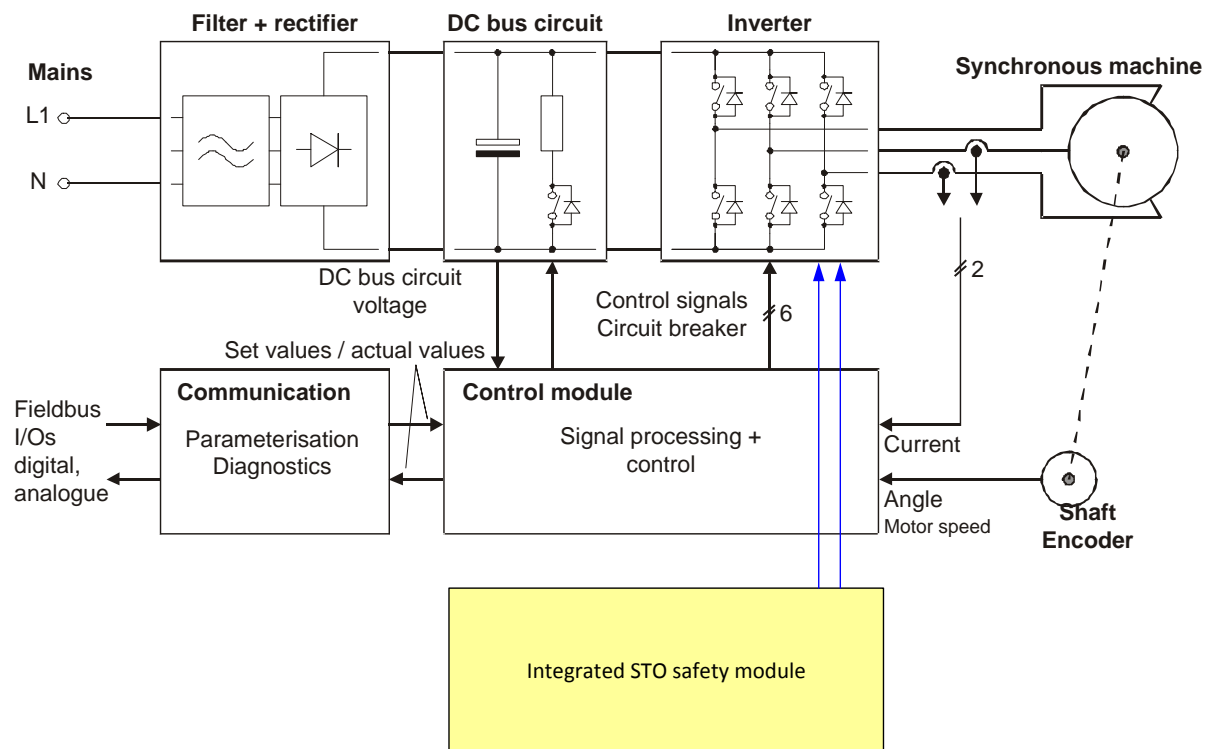 Filter + rectifier
DC bus circuit
Inverter
Mains
L1
N
Synchronous machine
DC bus circuit
voltage
Control signals
Circuit breaker
6
2
Set values / actual values
Communication
Parameterisation
Diagnostics
Control module
Signal processing +
control
Fieldbus
I/Os
digital,
analogue
Current
Angle
Motor speed
Shaft
Encoder
Integrated STO safety module